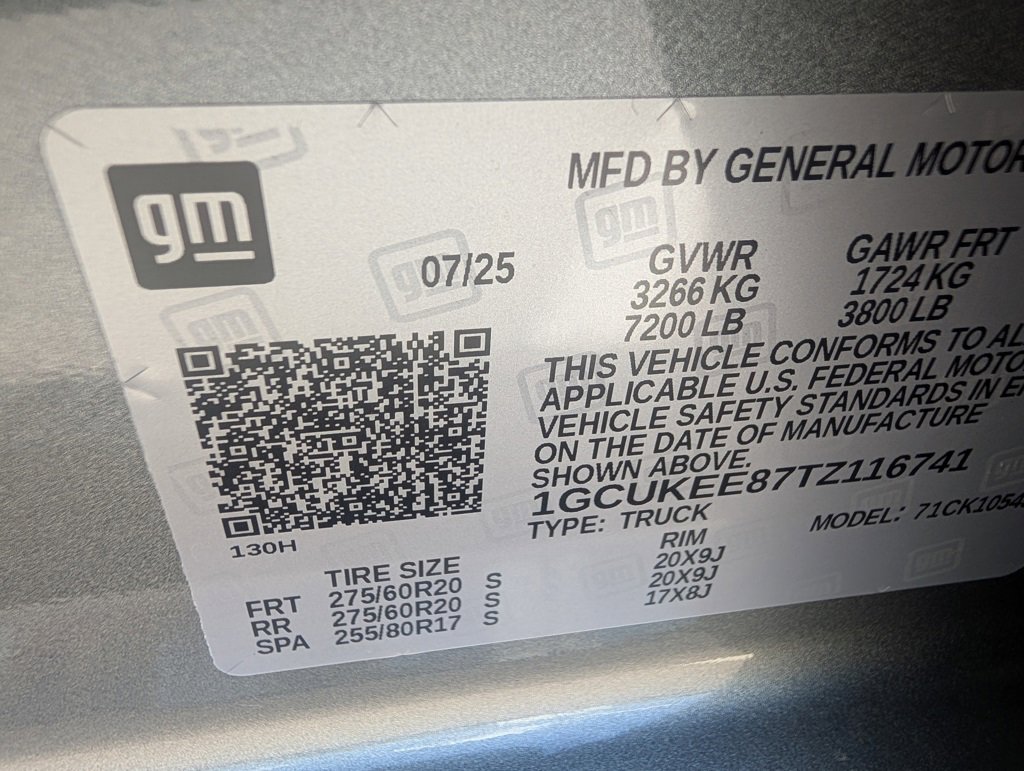 gm
MFD BY GENERAL MOTOR
07/25
GVWR GAWR FRT
3266 KG 1724 KG
7200 LB 3800 LB
THIS VEHICLE CONFORMS TO AL
APPLICABLE U.S. FEDERAL MOTO
VEHICLE SAFETY STANDARDS IN EF
ON THE DATE OF MANUFACTURE
SHOWN ABOVE.
1GCUKEE87TZ116741
TYPE: TRUCK MODEL: 71CK1054
130H
TIRE SIZE RIM
FRT 275/60R20 S 20X9J
RR 275/60R20 S 20X9J
SPA 255/80R17 S 17X8J